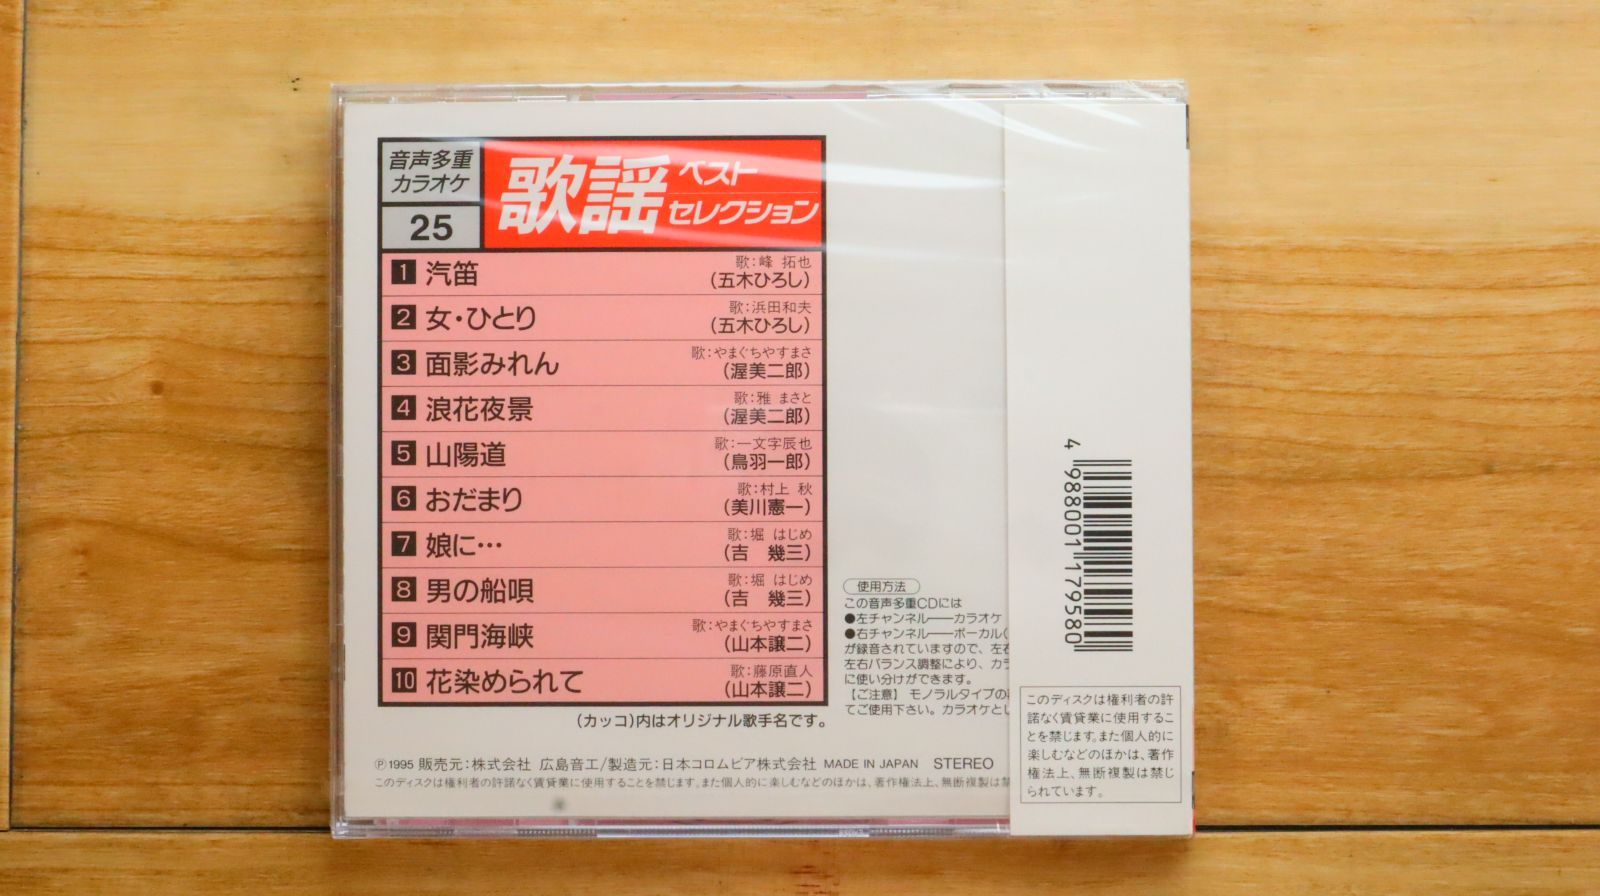 音声多重
カラオケ
25
歌謡 ベスト
セレクション
1 汽笛 歌:峰 拓也
(五木ひろし)
2 女・ひとり 歌:浜田和夫
(五木ひろし)
3 面影みれん 歌:やまぐちやすまさ
(渥美二郎)
4 浪花夜景 歌:雅 まさと
(渥美二郎)
5 山陽道 歌:一文字辰也
(鳥羽一郎)
6 おだまり 歌:村上 秋
(美川憲一)
7 娘に… 歌:堀 はじめ
(吉 幾三)
8 男の船唄 歌:堀 はじめ
(吉 幾三)
9 関門海峡 歌:やまぐちやすまさ
(山本譲二)
10 花染められて 歌:藤原直人
(山本譲二)
(カッコ)内はオリジナル歌手名です。
使用方法
この音声多重CDには
●左チャンネル——カラオケ
●右チャンネル——ボーカル(
が録音されていますので、左右
左右バランス調整により、カラ
に使い分けができます。
【ご注意】 モノラルタイプの
てご使用下さい。カラオケとし
℗1995 販売元:株式会社 広島音工/製造元:日本コロムビア株式会社 MADE IN JAPAN STEREO
このディスクは権利者の許諾なく賃貸業に使用することを禁じます。また個人的に楽しむなどのほかは、著作権法上、無断複製は禁
4 988001 179580
このディスクは権利者の許
諾なく賃貸業に使用するこ
とを禁じます。また個人的に
楽しむなどのほかは、著作
権法上、無断複製は禁じ
られています。